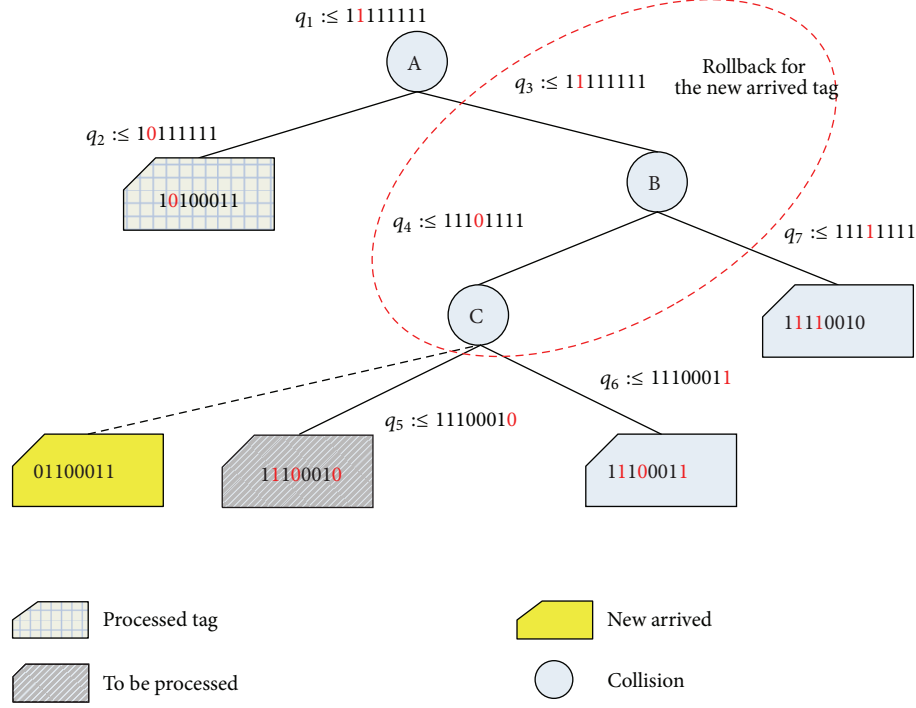 q1 :≤ 11111111
A
q3 :≤ 11111111
Rollback for
the new arrived tag
q2 :≤ 10111111
10100011
B
q4 :≤ 11101111
q7 :≤ 11111111
C
11110010
q6 :≤ 11100011
q5 :≤ 11100010
01100011
11100010
11100011
Processed tag
New arrived
To be processed
Collision